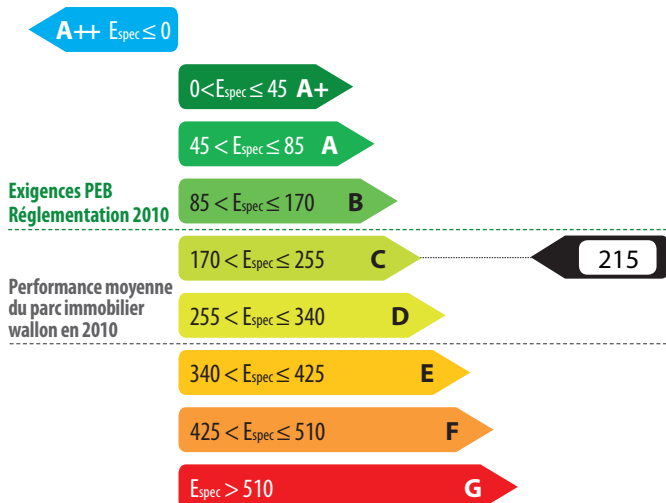 A++ Espec ≤ 0
0<Espec ≤ 45 A+
45 < Espec ≤ 85 A
Exigences PEB
Réglementation 2010
85 < Espec ≤ 170 B
170 < Espec ≤ 255 C
215
Performance moyenne
du parc immobilier
wallon en 2010
255 < Espec ≤ 340 D
340 < Espec ≤ 425 E
425 < Espec ≤ 510 F
Espec > 510 G